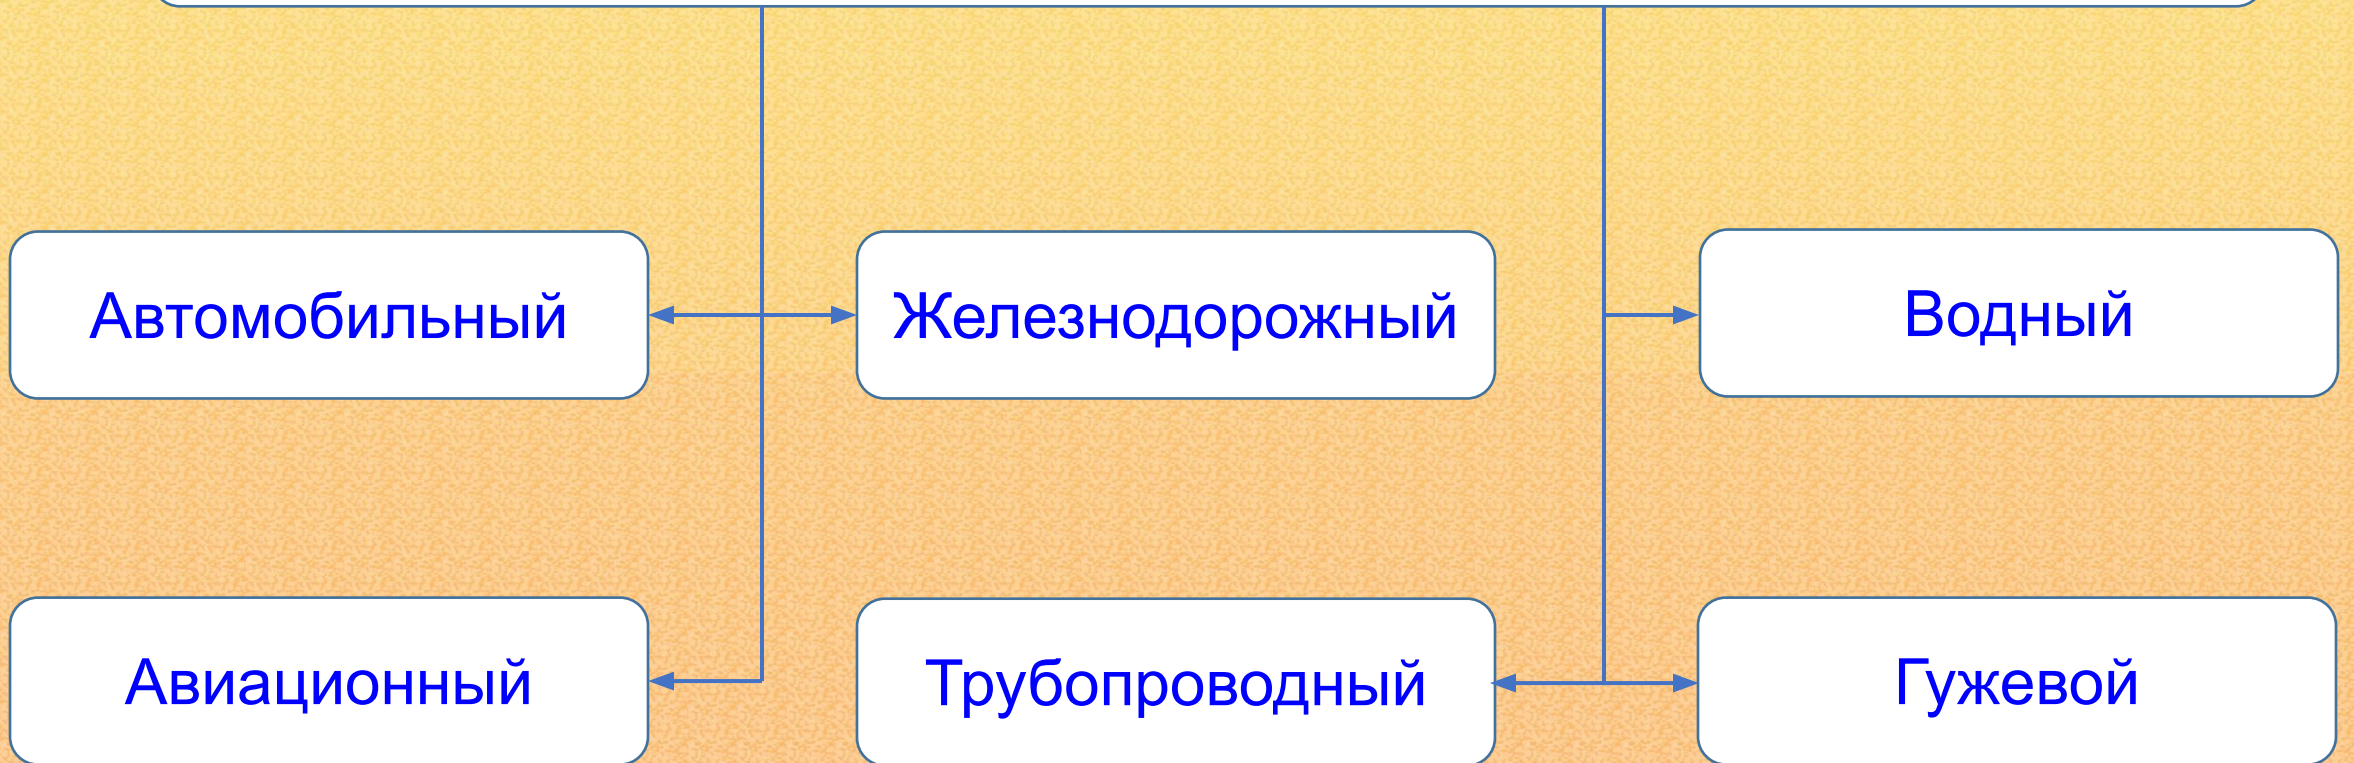 Автомобильный
Железнодорожный
Водный
Авиационный
Трубопроводный
Гужевой